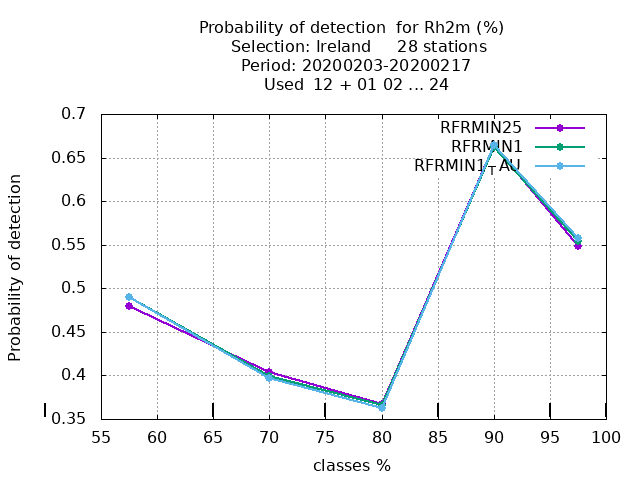 Probability of detection  for Rh2m (%)
Selection: Ireland     28 stations
Period: 20200203-20200217
Used  12 + 01 02 ... 24
0.7
0.65
0.6
0.55
0.5
0.45
0.4
0.35
Probability of detection
RFRMIN25
RFRMIN1
RFRMIN1TAU
55 60 65 70 75 80 85 90 95 100
classes %